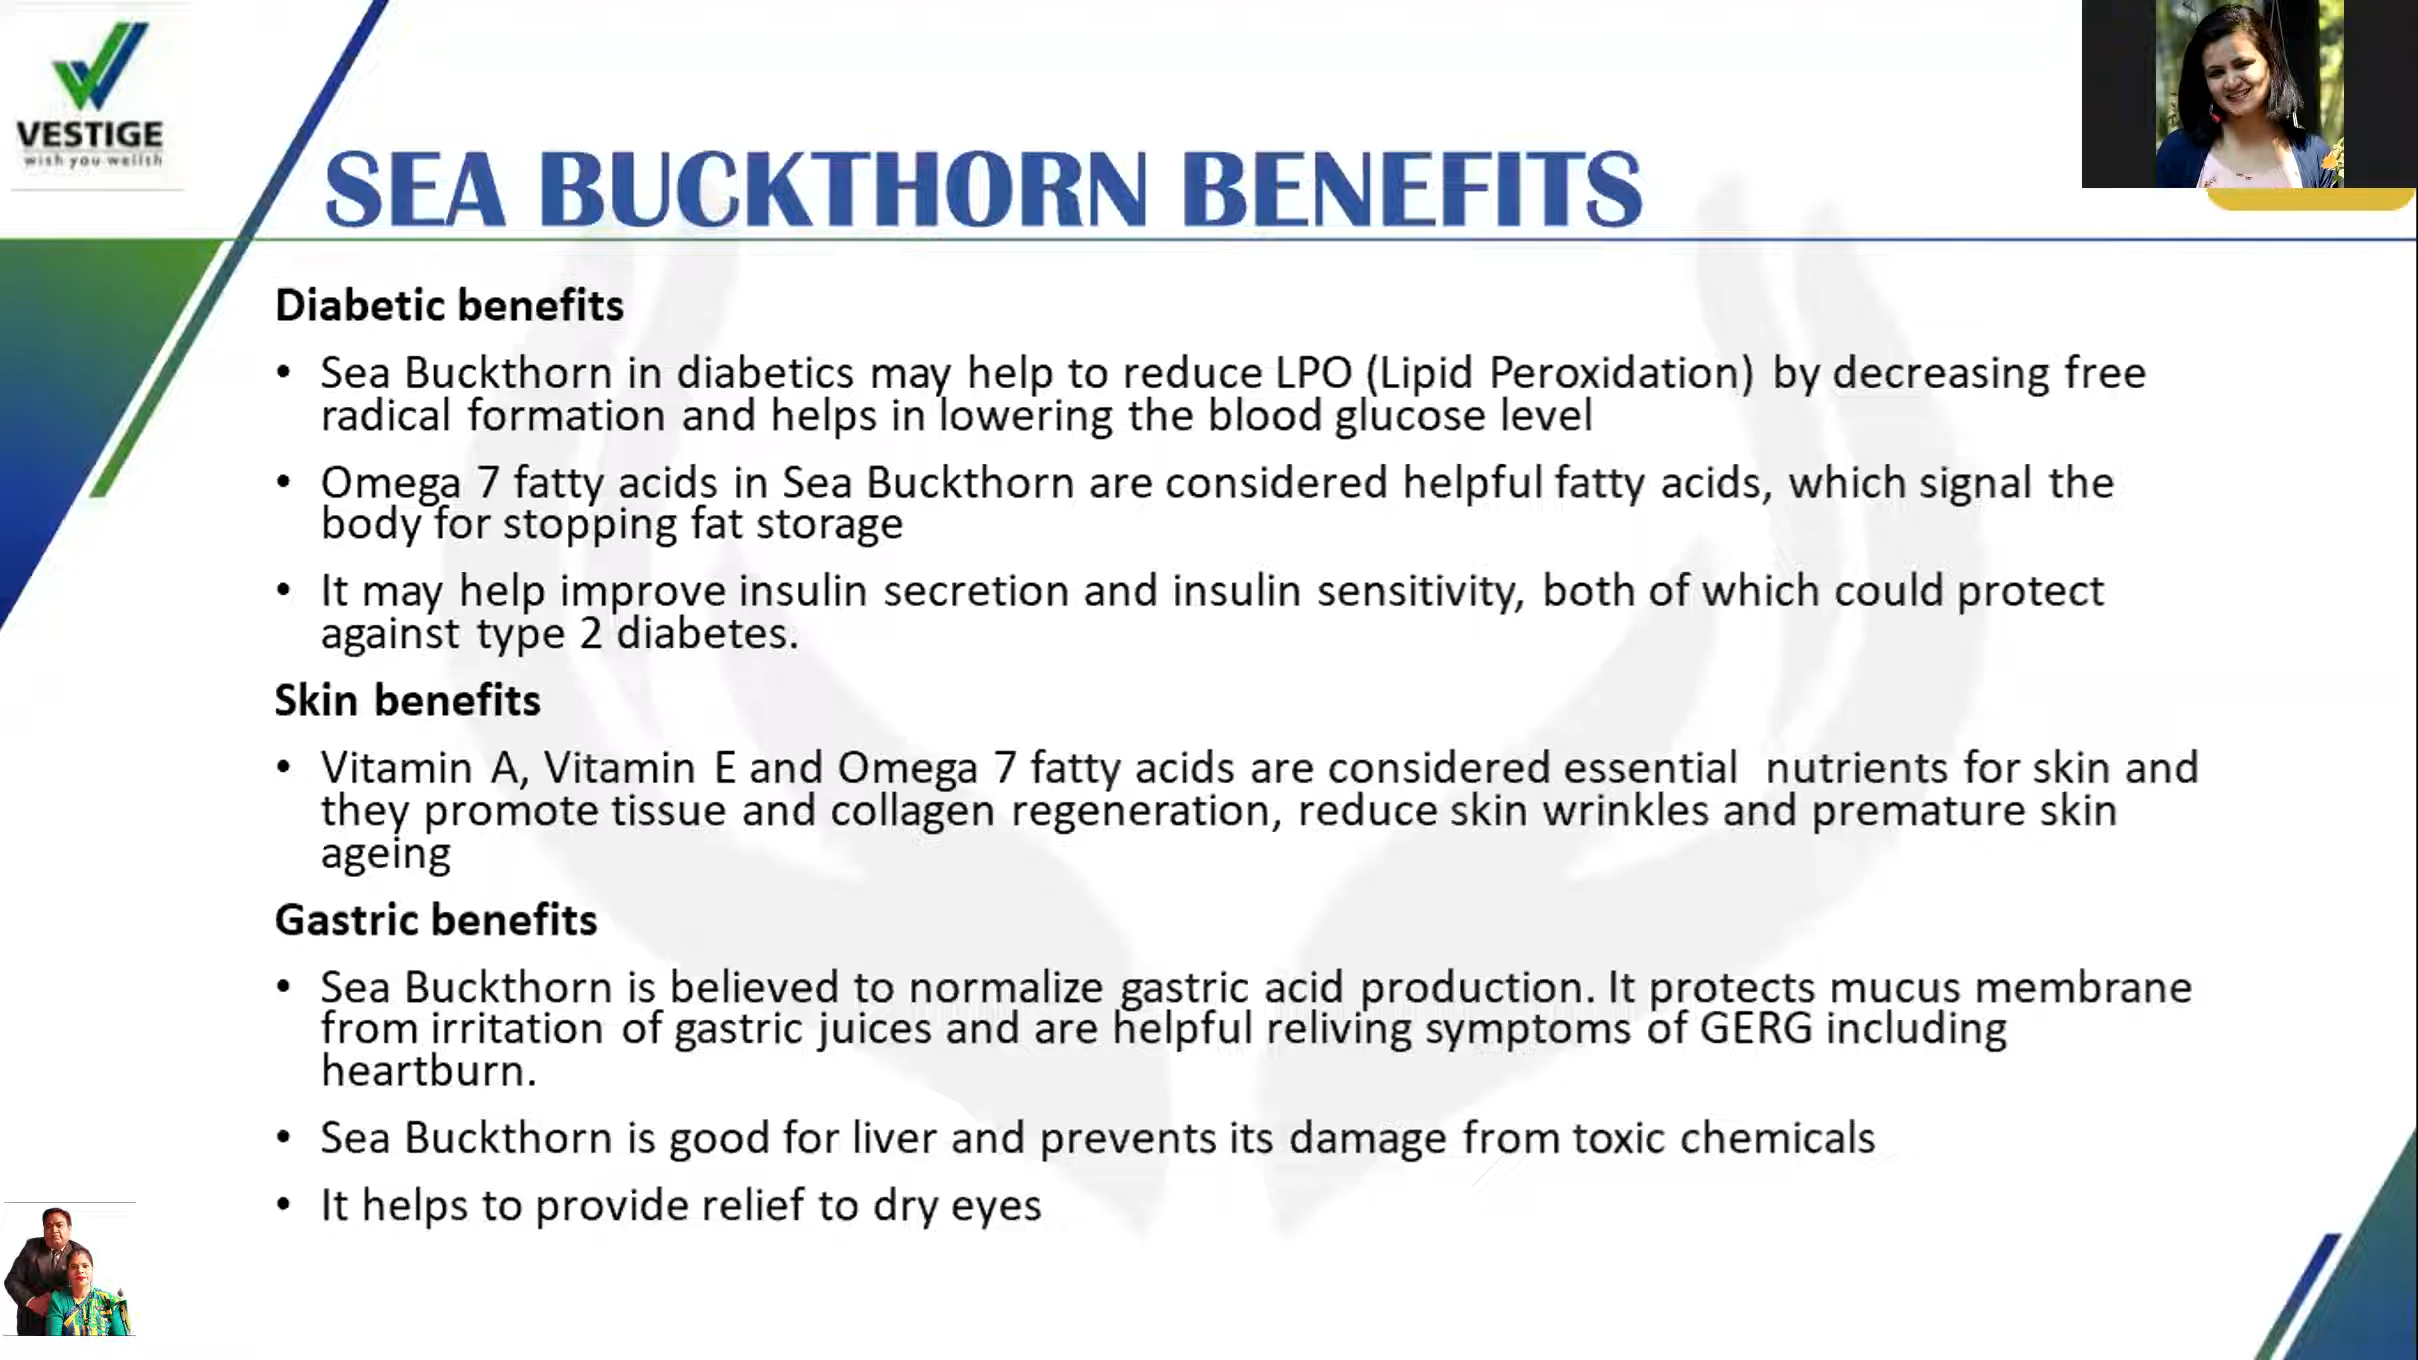 VESTIGE
wish you wellth
SEA BUCKTHORN BENEFITS
Diabetic benefits
• Sea Buckthorn in diabetics may help to reduce LPO (Lipid Peroxidation) by decreasing free
radical formation and helps in lowering the blood glucose level
• Omega 7 fatty acids in Sea Buckthorn are considered helpful fatty acids, which signal the
body for stopping fat storage
• It may help improve insulin secretion and insulin sensitivity, both of which could protect
against type 2 diabetes.
Skin benefits
• Vitamin A, Vitamin E and Omega 7 fatty acids are considered essential nutrients for skin and
they promote tissue and collagen regeneration, reduce skin wrinkles and premature skin
ageing
Gastric benefits
• Sea Buckthorn is believed to normalize gastric acid production. It protects mucus membrane
from irritation of gastric juices and are helpful reliving symptoms of GERG including
heartburn.
• Sea Buckthorn is good for liver and prevents its damage from toxic chemicals
• It helps to provide relief to dry eyes